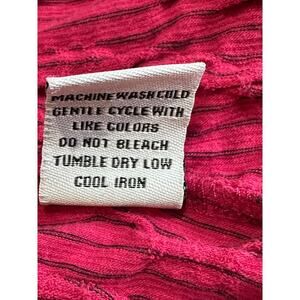 MACHINE WASH COLD
GENTLE CYCLE WITH
LIKE COLORS
DO NOT BLEACH
TUMBLE DRY LOW
COOL IRON